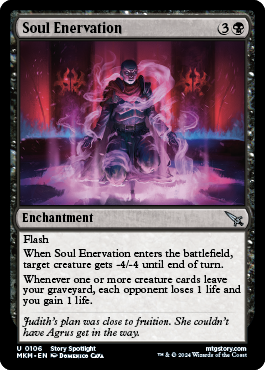 Soul Enervation 3
Enchantment
Flash
When Soul Enervation enters the battlefield,
target creature gets -4/-4 until end of turn.
Whenever one or more creature cards leave
your graveyard, each opponent loses 1 life and
you gain 1 life.
Judith's plan was close to fruition. She couldn't
have Agrus get in the way.
U 0106 Story Spotlight mtgstory.com
MKM • EN Domenico Cava ™ & © 2024 Wizards of the Coast